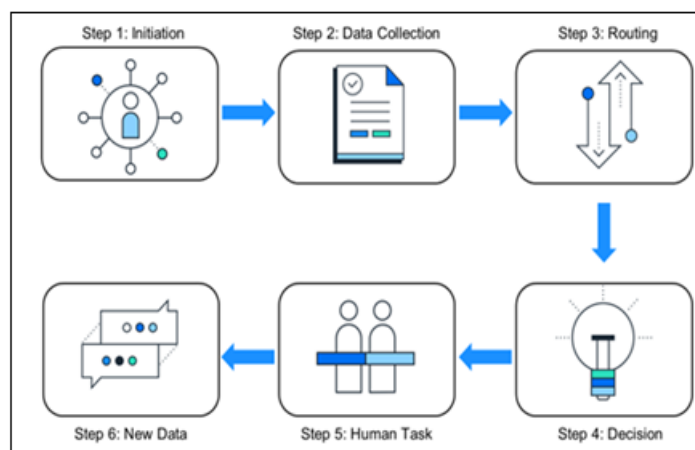 Step 1: Initiation
Step 2: Data Collection
Step 3: Routing
Step 6: New Data
Step 5: Human Task
Step 4: Decision